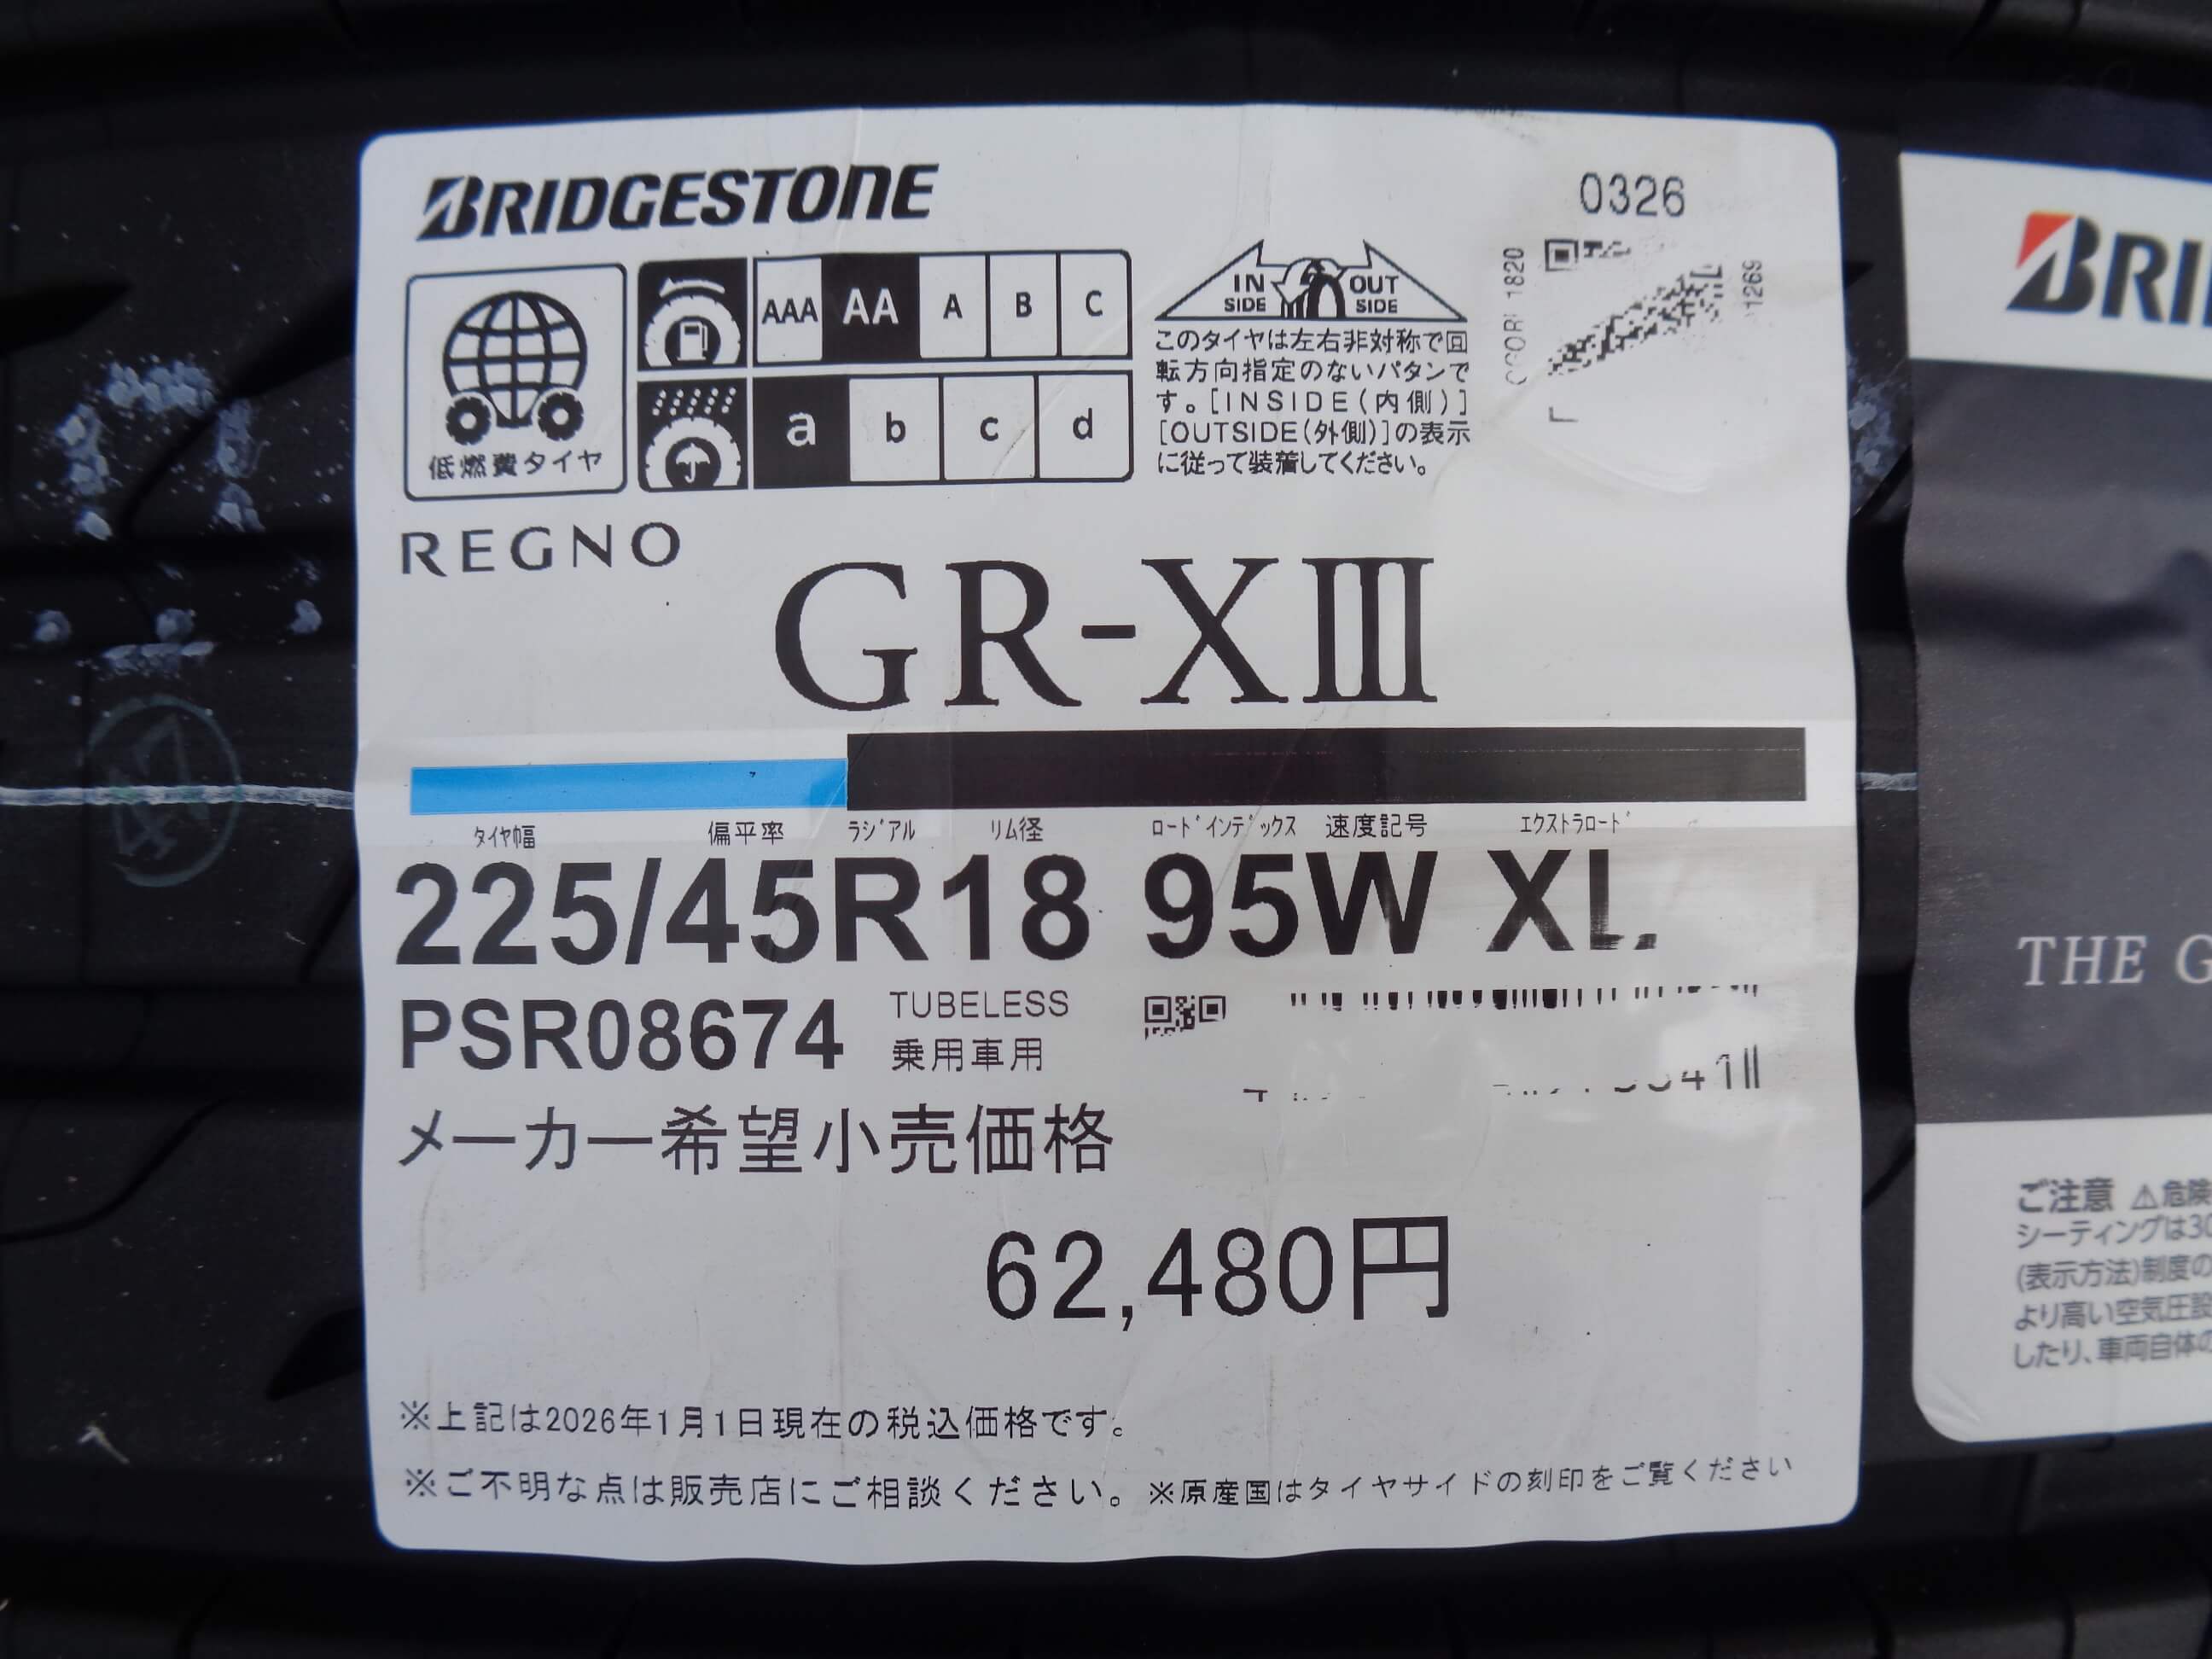 BRIDGESTONE
0326
AAA AA A B C
a b c d
低燃費タイヤ
IN SIDE OUT SIDE
このタイヤは左右非対称で回
転方向指定のないパタンで
す。[INSIDE(内側)]
[OUTSIDE(外側)]の表示
に従って装着してください。
1820
1269
REGNO
GR-XⅢ
タイヤ幅 偏平率 ラジアル リム径 ロードインデックス 速度記号 エクストラロード
225/45R18 95W XL
PSR08674
TUBELESS
乗用車用
メーカー希望小売価格
62,480円
※上記は2026年1月1日現在の税込価格です。
※ご不明な点は販売店にご相談ください。 ※原産国はタイヤサイドの刻印をご覧ください
BRI
THE G
ご注意 ⚠危険
シーティングは30
(表示方法)制度の
より高い空気圧設
したり、車両自体の